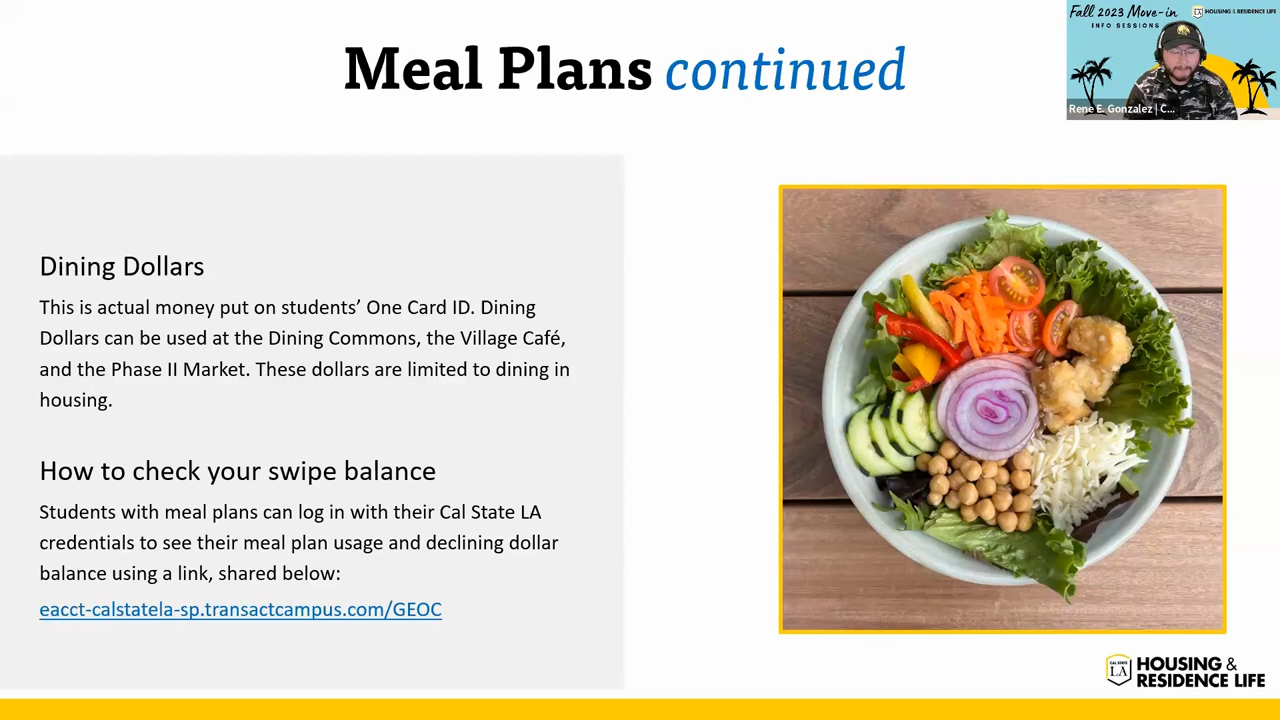 Meal Plans continued
Fall 2023 Move-in
INFO SESSIONS
LA HOUSING & RESIDENCE LIFE
Rene E. Gonzalez | C...
Dining Dollars
This is actual money put on students’ One Card ID. Dining
Dollars can be used at the Dining Commons, the Village Café,
and the Phase II Market. These dollars are limited to dining in
housing.
How to check your swipe balance
Students with meal plans can log in with their Cal State LA
credentials to see their meal plan usage and declining dollar
balance using a link, shared below:
eacct-calstatela-sp.transactcampus.com/GEOC
CAL STATE
LA
HOUSING &
RESIDENCE LIFE